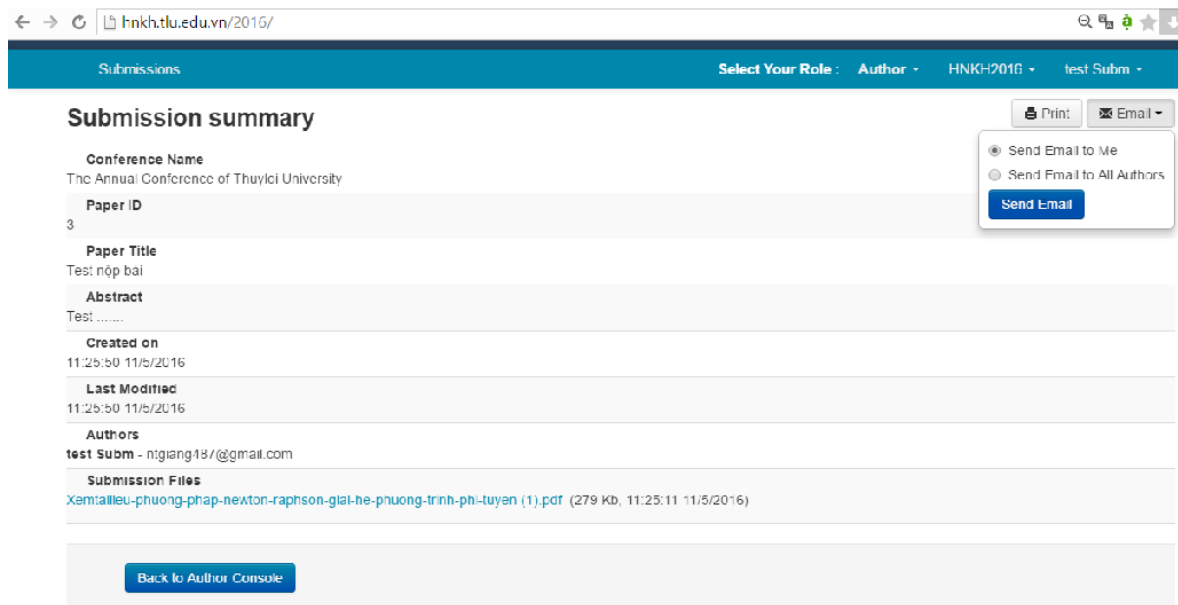 hnkh.tlu.edu.vn/2016/
Submissions Select Your Role : Author HNKH2016 test Subm
Submission summary Print Email
Send Email to Me
Send Email to All Authors
Send Email
Conference Name
The Annual Conference of Thuyloi University
Paper ID
3
Paper Title
Test nộp bài
Abstract
Test .......
Created on
11:25:50 11/5/2016
Last Modified
11:25:50 11/5/2016
Authors
test Subm - ntgiang487@gmail.com
Submission Files
Xemtailieu-phuong-phap-newton-raphson-giai-he-phuong-trinh-phi-tuyen (1).pdf (279 Kb, 11:25:11 11/5/2016)
Back to Author Console